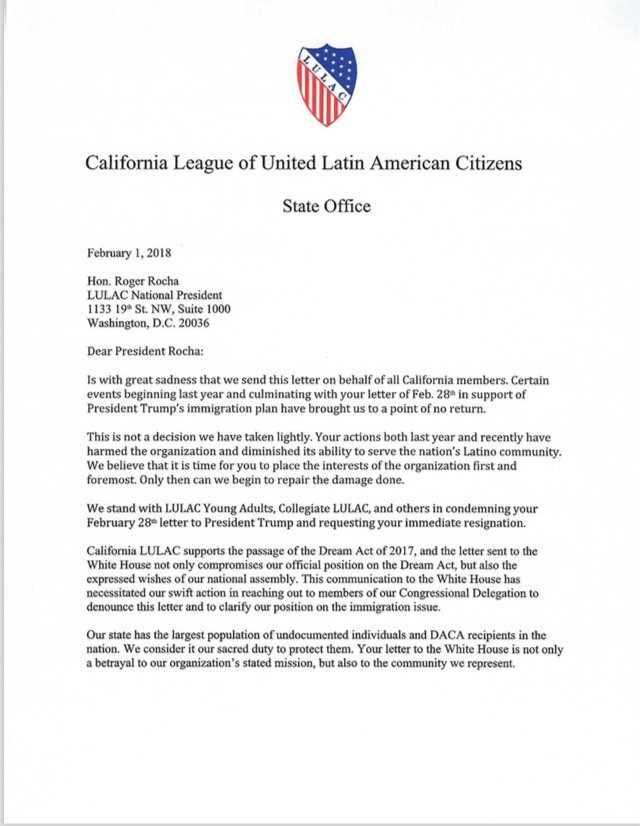 LULAC
California League of United Latin American Citizens
State Office
February 1, 2018
Hon. Roger Rocha
LULAC National President
1133 19th St. NW, Suite 1000
Washington, D.C. 20036
Dear President Rocha:
Is with great sadness that we send this letter on behalf of all California members. Certain
events beginning last year and culminating with your letter of Feb. 28th in support of
President Trump's immigration plan have brought us to a point of no return.
This is not a decision we have taken lightly. Your actions both last year and recently have
harmed the organization and diminished its ability to serve the nation's Latino community.
We believe that it is time for you to place the interests of the organization first and
foremost. Only then can we begin to repair the damage done.
We stand with LULAC Young Adults, Collegiate LULAC, and others in condemning your
February 28th letter to President Trump and requesting your immediate resignation.
California LULAC supports the passage of the Dream Act of 2017, and the letter sent to the
White House not only compromises our official position on the Dream Act, but also the
expressed wishes of our national assembly. This communication to the White House has
necessitated our swift action in reaching out to members of our Congressional Delegation to
denounce this letter and to clarify our position on the immigration issue.
Our state has the largest population of undocumented individuals and DACA recipients in the
nation. We consider it our sacred duty to protect them. Your letter to the White House is not only
a betrayal to our organization's stated mission, but also to the community we represent.